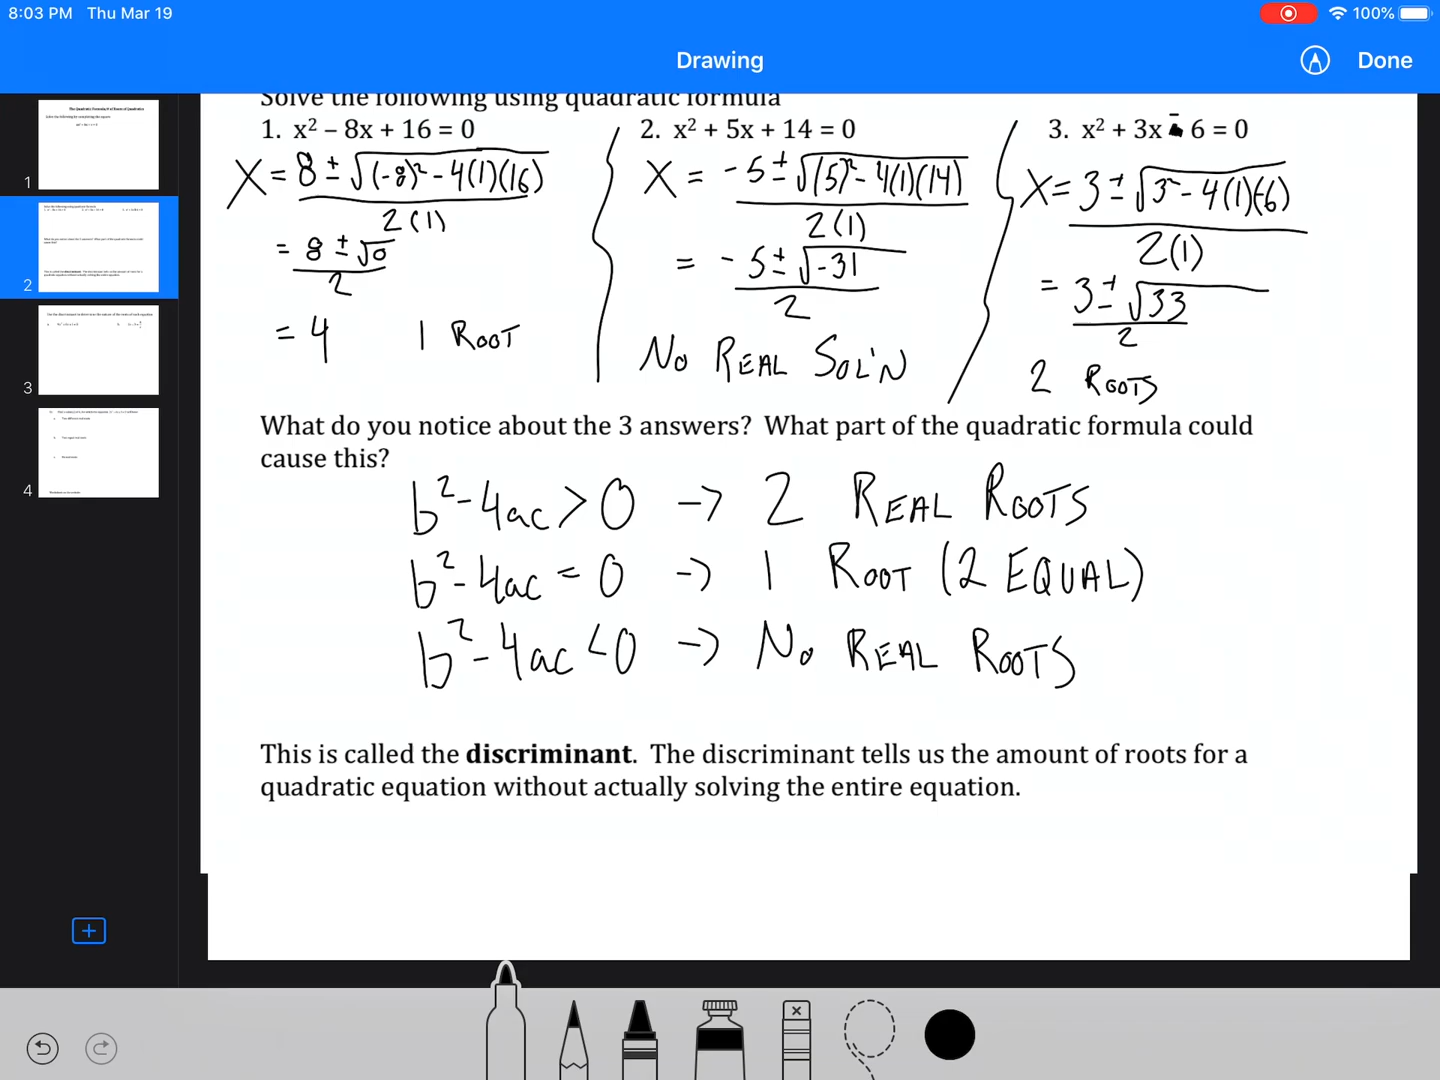 8:03 PM Thu Mar 19
100%
Drawing
Done
Solve the following using quadratic formula
1. x² – 8x + 16 = 0
2. x² + 5x + 14 = 0
3. x² + 3x - 6 = 0
X = 8 ± √(-8)² - 4(1)(16)
2(1)
= 8 ± √0
2
= 4 1 ROOT
X = -5 ± √(5)² - 4(1)(14)
2(1)
= -5 ± √-31
2
NO REAL SOL'N
X = 3 ± √3² - 4(1)(-6)
2(1)
= 3 ± √33
2
2 ROOTS
What do you notice about the 3 answers? What part of the quadratic formula could
cause this?
b² - 4ac > 0 → 2 REAL ROOTS
b² - 4ac = 0 → 1 ROOT (2 EQUAL)
b² - 4ac < 0 → NO REAL ROOTS
This is called the discriminant. The discriminant tells us the amount of roots for a
quadratic equation without actually solving the entire equation.
1
2
3
4